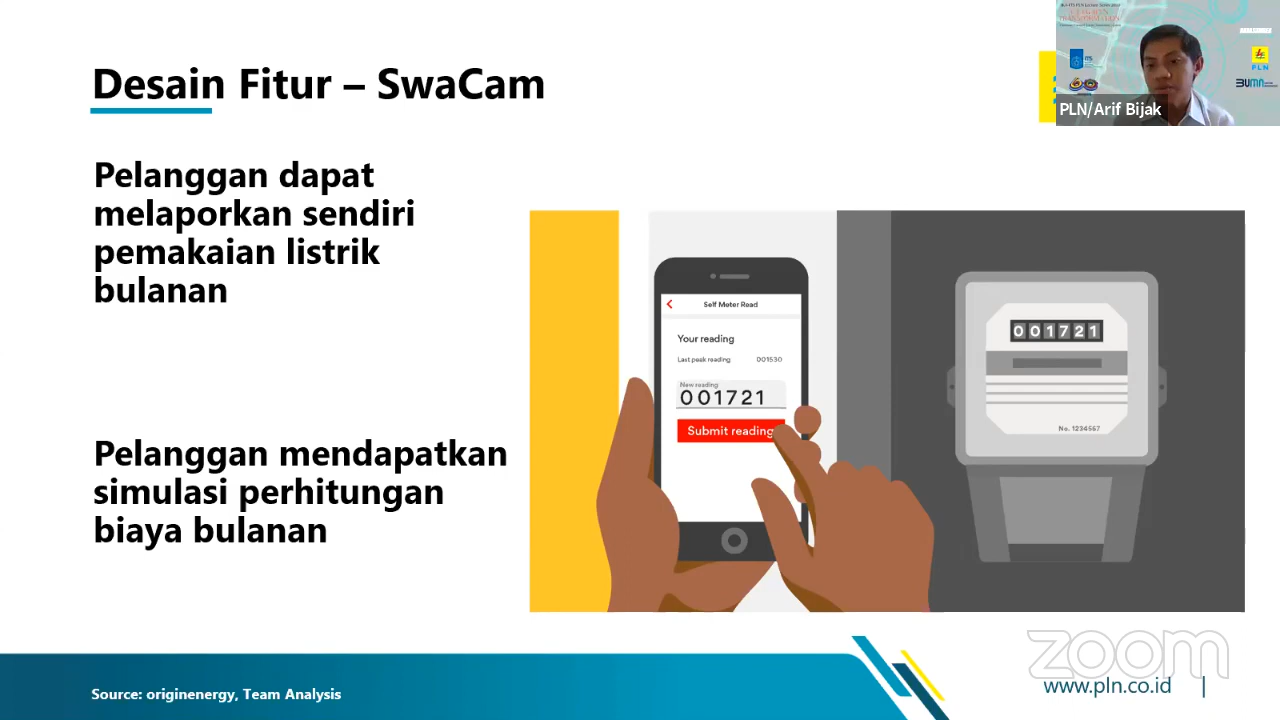 Desain Fitur – SwaCam
PLN
BUMN
PLN/Arif Bijak
Pelanggan dapat
melaporkan sendiri
pemakaian listrik
bulanan
Pelanggan mendapatkan
simulasi perhitungan
biaya bulanan
Self Meter Read
Your reading
Last peak reading 001530
New reading
001721
Submit reading
001721
No. 1234557
zoom
Source: originenergy, Team Analysis
www.pln.co.id